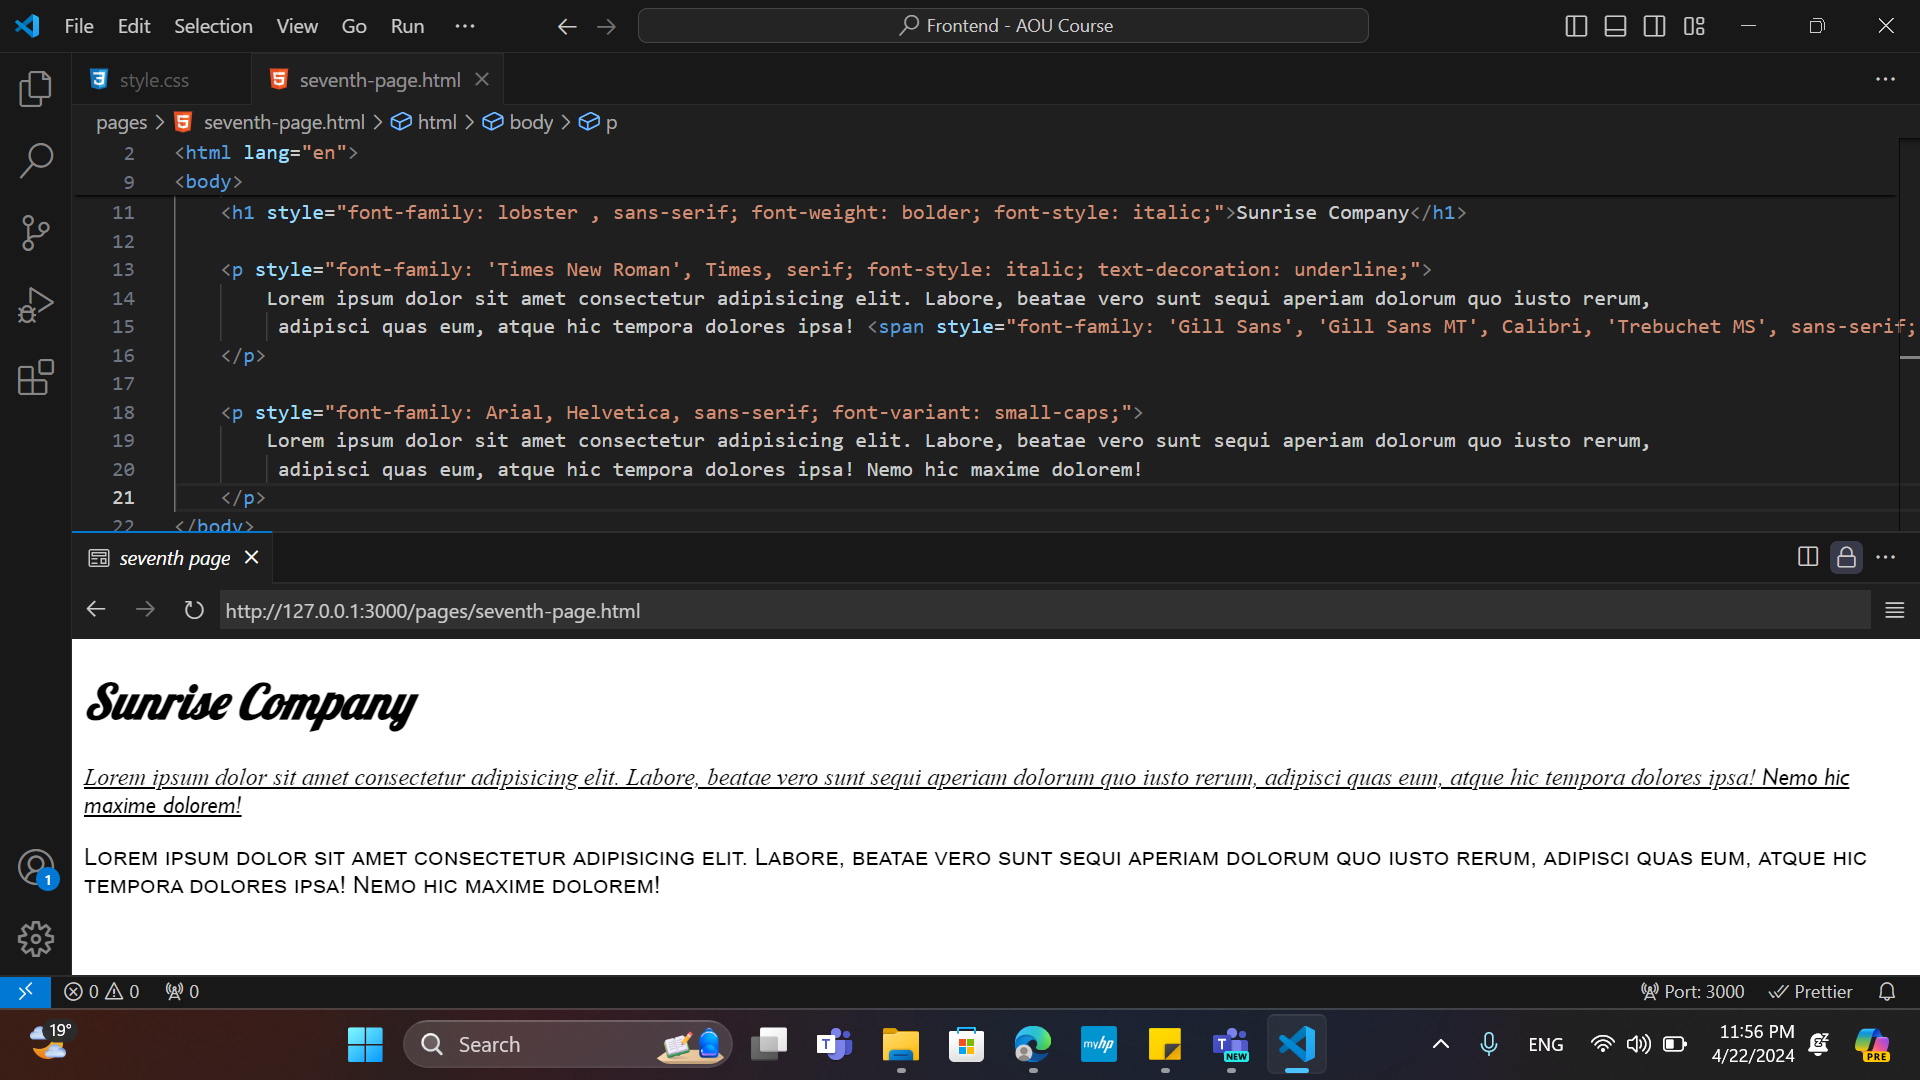 File Edit Selection View Go Run ··· Frontend - AOU Course
style.css seventh-page.html
pages > seventh-page.html > html > body > p
2 <html lang="en">
9 <body>
11 <h1 style="font-family: lobster , sans-serif; font-weight: bolder; font-style: italic;">Sunrise Company</h1>
12
13 <p style="font-family: 'Times New Roman', Times, serif; font-style: italic; text-decoration: underline;">
14 Lorem ipsum dolor sit amet consectetur adipisicing elit. Labore, beatae vero sunt sequi aperiam dolorum quo iusto rerum,
15 adipisci quas eum, atque hic tempora dolores ipsa! <span style="font-family: 'Gill Sans', 'Gill Sans MT', Calibri, 'Trebuchet MS', sans-serif;
16 </p>
17
18 <p style="font-family: Arial, Helvetica, sans-serif; font-variant: small-caps;">
19 Lorem ipsum dolor sit amet consectetur adipisicing elit. Labore, beatae vero sunt sequi aperiam dolorum quo iusto rerum,
20 adipisci quas eum, atque hic tempora dolores ipsa! Nemo hic maxime dolorem!
21 </p>
22 </body>
seventh page
http://127.0.0.1:3000/pages/seventh-page.html
Sunrise Company
Lorem ipsum dolor sit amet consectetur adipisicing elit. Labore, beatae vero sunt sequi aperiam dolorum quo iusto rerum, adipisci quas eum, atque hic tempora dolores ipsa! Nemo hic
maxime dolorem!
Lorem ipsum dolor sit amet consectetur adipisicing elit. Labore, beatae vero sunt sequi aperiam dolorum quo iusto rerum, adipisci quas eum, atque hic
tempora dolores ipsa! Nemo hic maxime dolorem!
1
0 0 0 Port: 3000 Prettier
19° Search T myhp T NEW ENG 11:56 PM PRE
4/22/2024